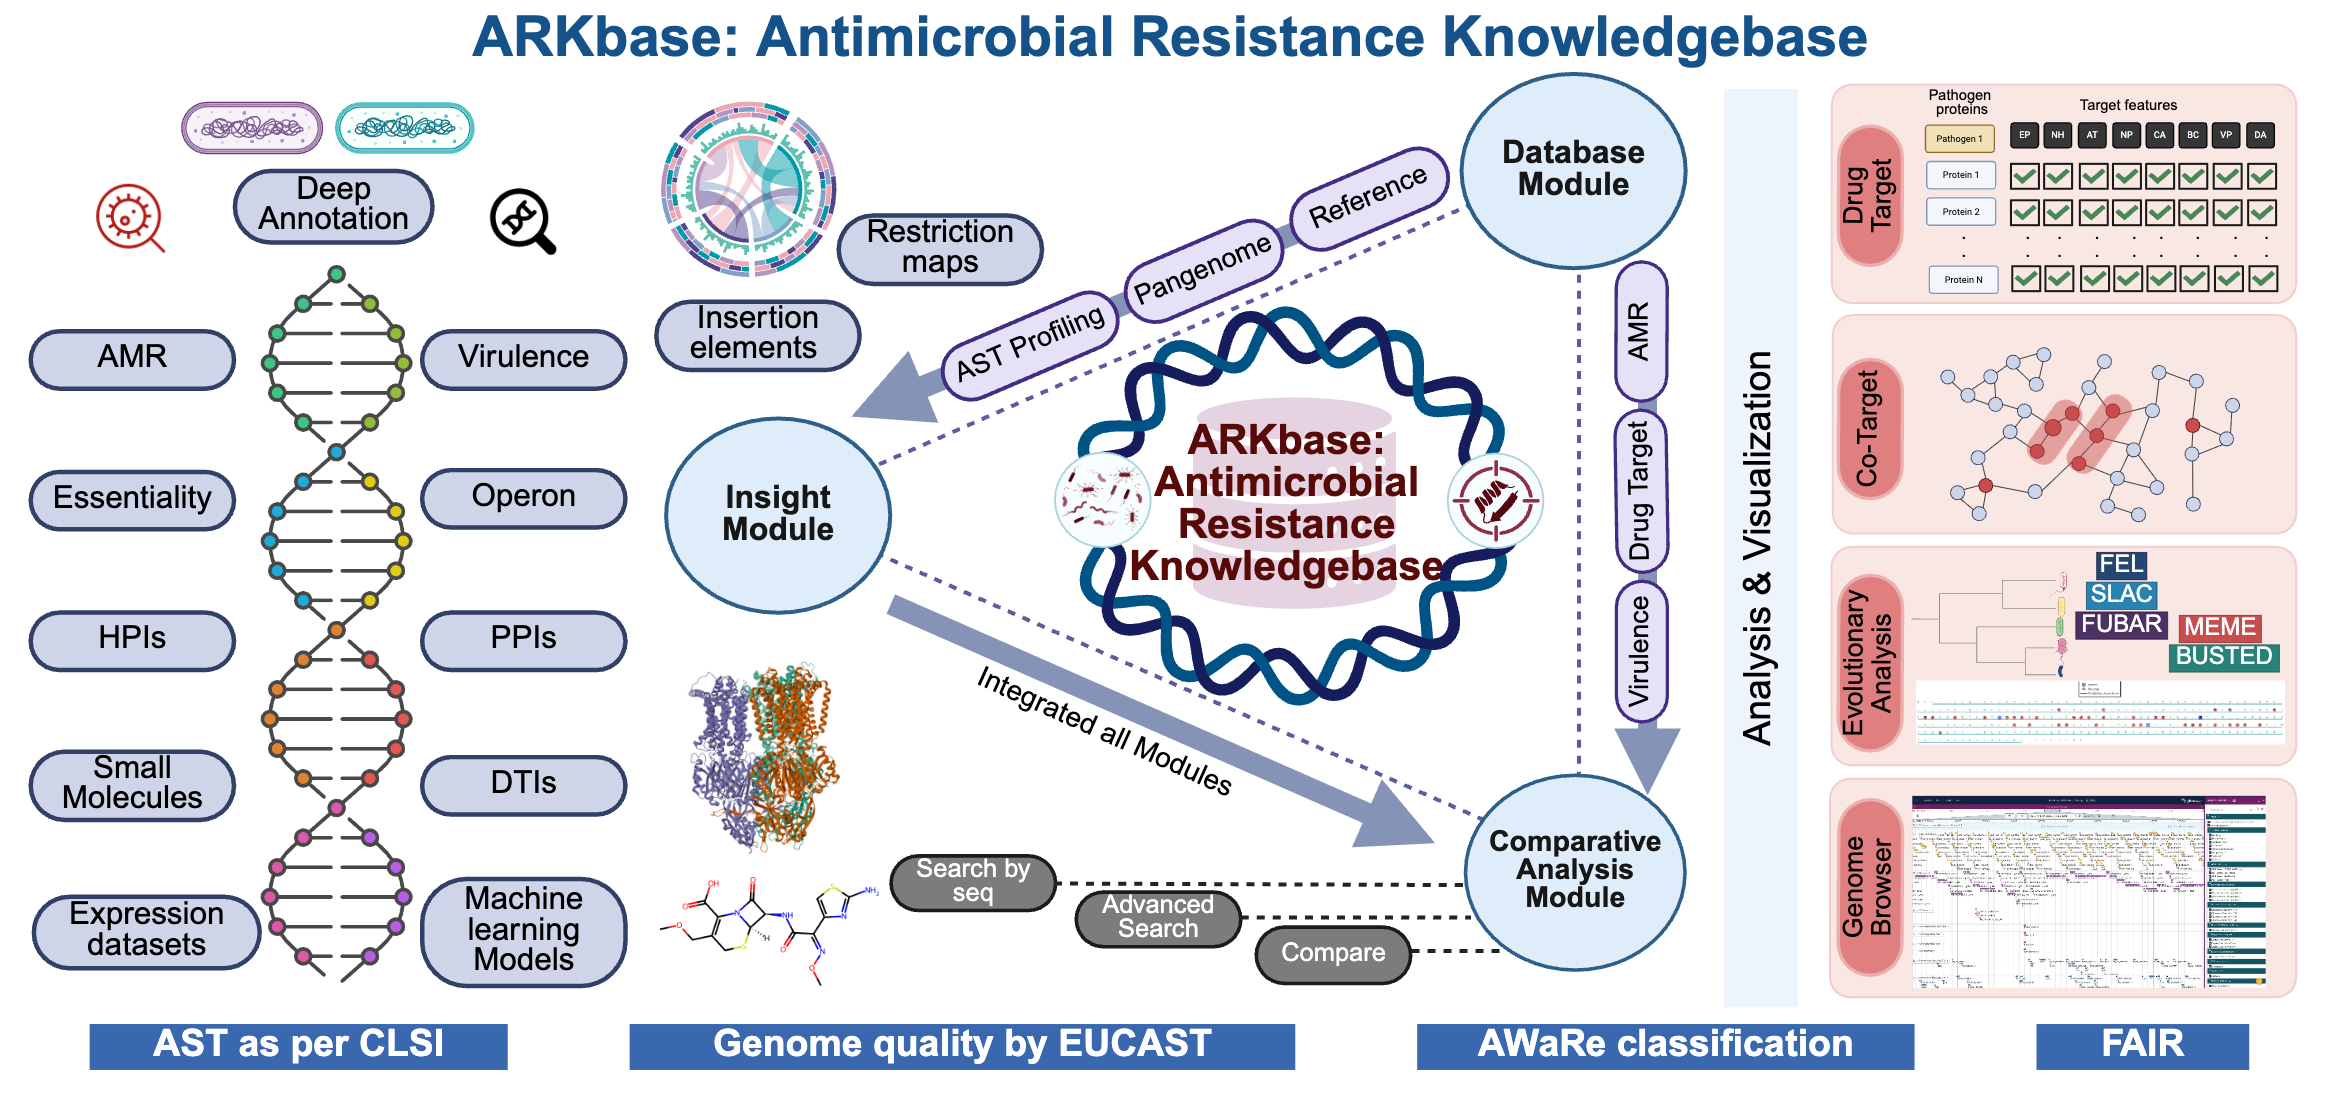 ARKbase: Antimicrobial Resistance Knowledgebase
Deep
Annotation
AMR
Virulence
Essentiality
Operon
HPIs
PPIs
Small
Molecules
DTIs
Expression
datasets
Machine
learning
Models
Restriction
maps
Insertion
elements
Reference
Pangenome
AST Profiling
Database
Module
Insight
Module
ARKbase:
Antimicrobial
Resistance
Knowledgebase
AMR
Drug Target
Virulence
Integrated all Modules
Comparative
Analysis
Module
Search by
seq
Advanced
Search
Compare
OH
O
O
O
N
S
H
NH
O
S
N
NH₂
N
O
Analysis & Visualization
Drug
Target
Pathogen
proteins
Target features
Pathogen 1
EP NH AT NP CA BC VP DA
Protein 1
Protein 2
Protein N
Co-Target
Evolutionary
Analysis
FEL
SLAC
FUBAR
MEME
BUSTED
Genome
Browser
AST as per CLSI
Genome quality by EUCAST
AWaRe classification
FAIR